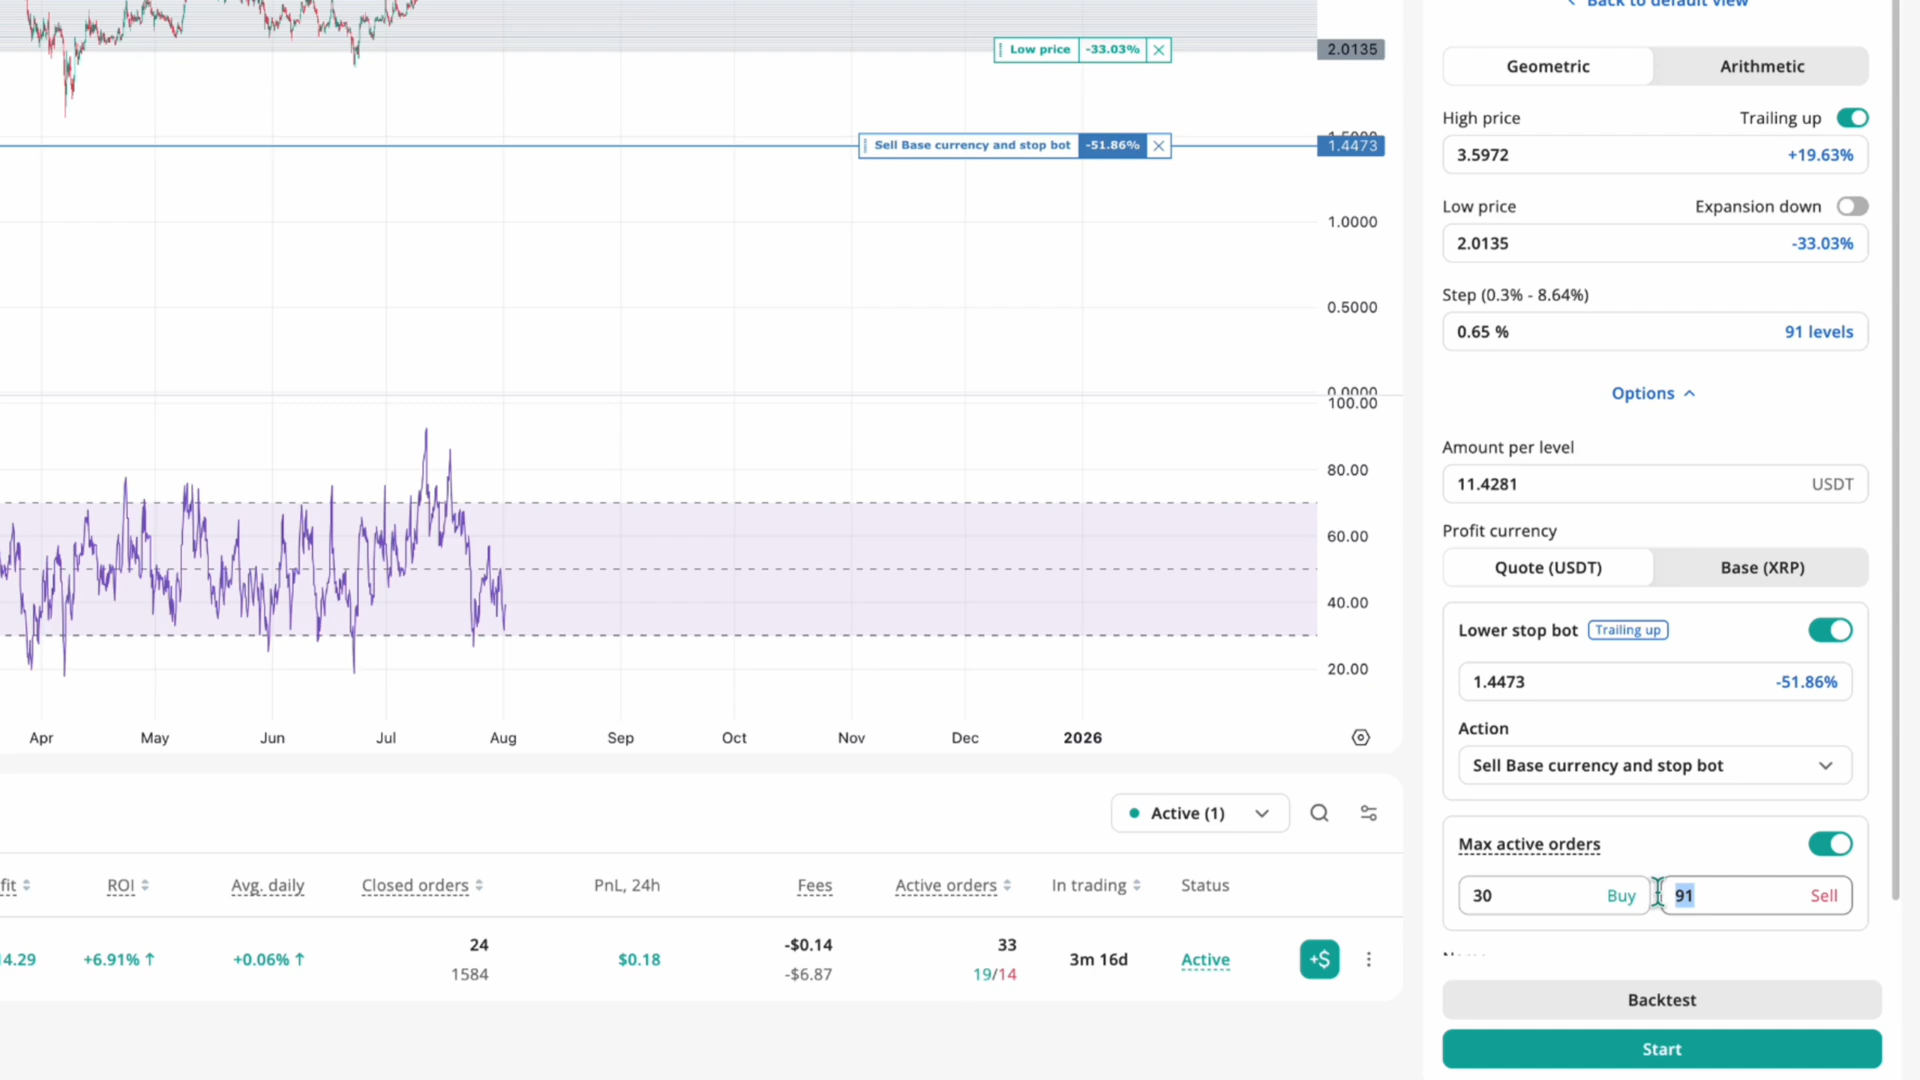 Back to default view
Low price -33.03% 2.0135
Geometric Arithmetic
High price Trailing up
3.5972 +19.63%
Sell Base currency and stop bot -51.86% 1.4473
1.5000
Low price Expansion down
2.0135 -33.03%
1.0000
Step (0.3% - 8.64%)
0.65 % 91 levels
0.5000
0.0000
Options
100.00
Amount per level
11.4281 USDT
80.00
60.00
40.00
20.00
Profit currency
Quote (USDT) Base (XRP)
Lower stop bot Trailing up
1.4473 -51.86%
Action
Sell Base currency and stop bot
Apr May Jun Jul Aug Sep Oct Nov Dec 2026
Active (1)
Max active orders
30 Buy 91 Sell
fit ROI Avg. daily Closed orders PnL, 24h Fees Active orders In trading Status
4.29 +6.91% ↑ +0.06% ↑ 24 $0.18 -$0.14 33 3m 16d Active +$
1584 -$6.87 19/14
Backtest
Start